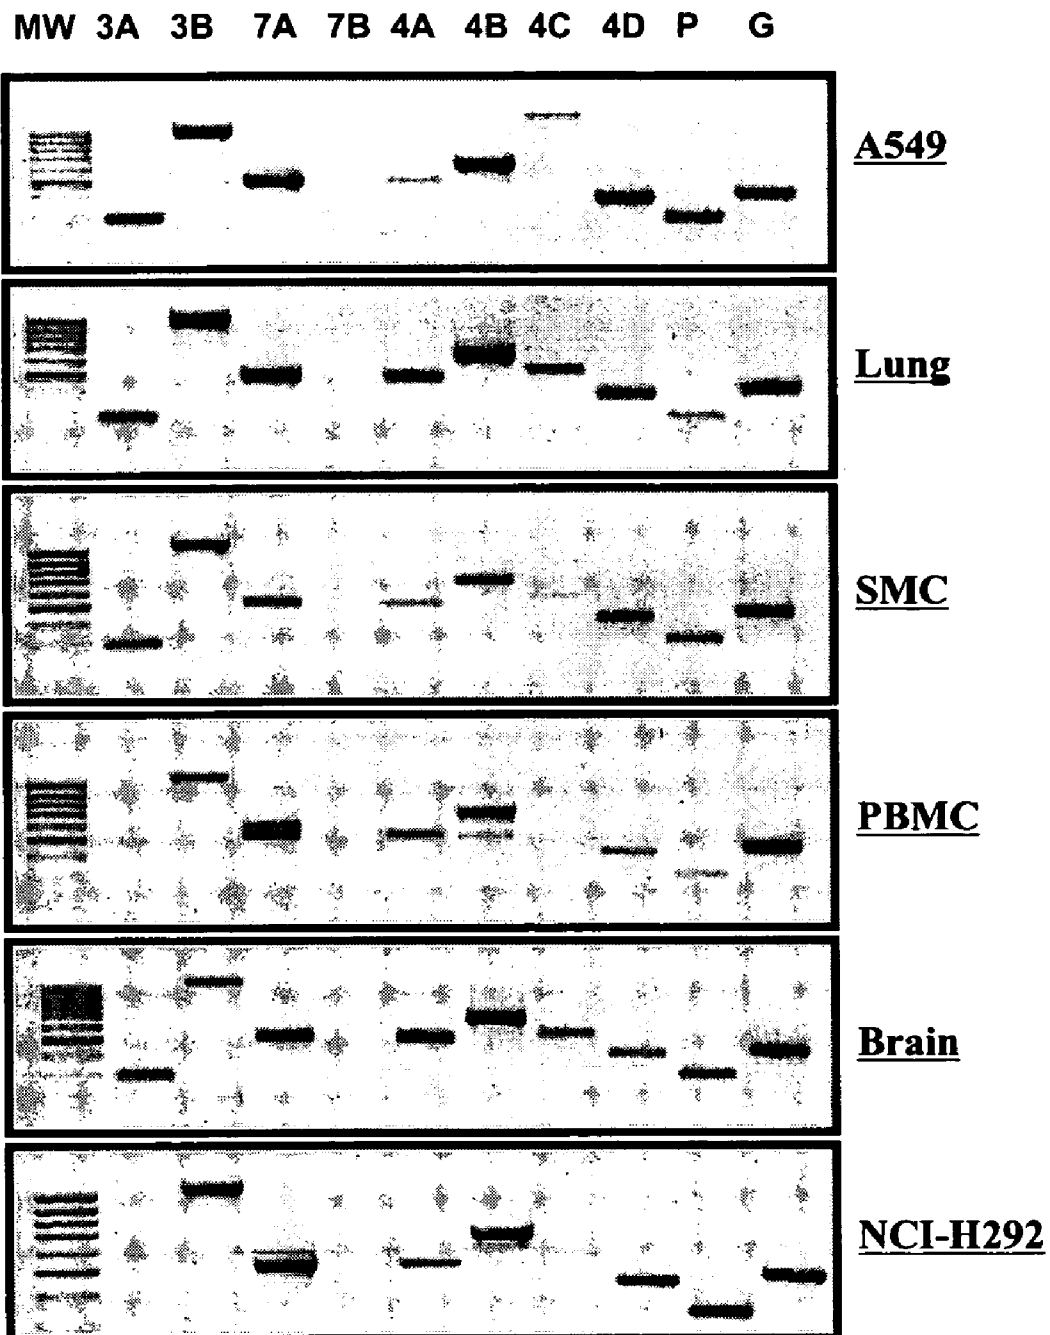 MW 3A 3B 7A 7B 4A 4B 4C 4D P G
A549
Lung
SMC
PBMC
Brain
NCI-H292